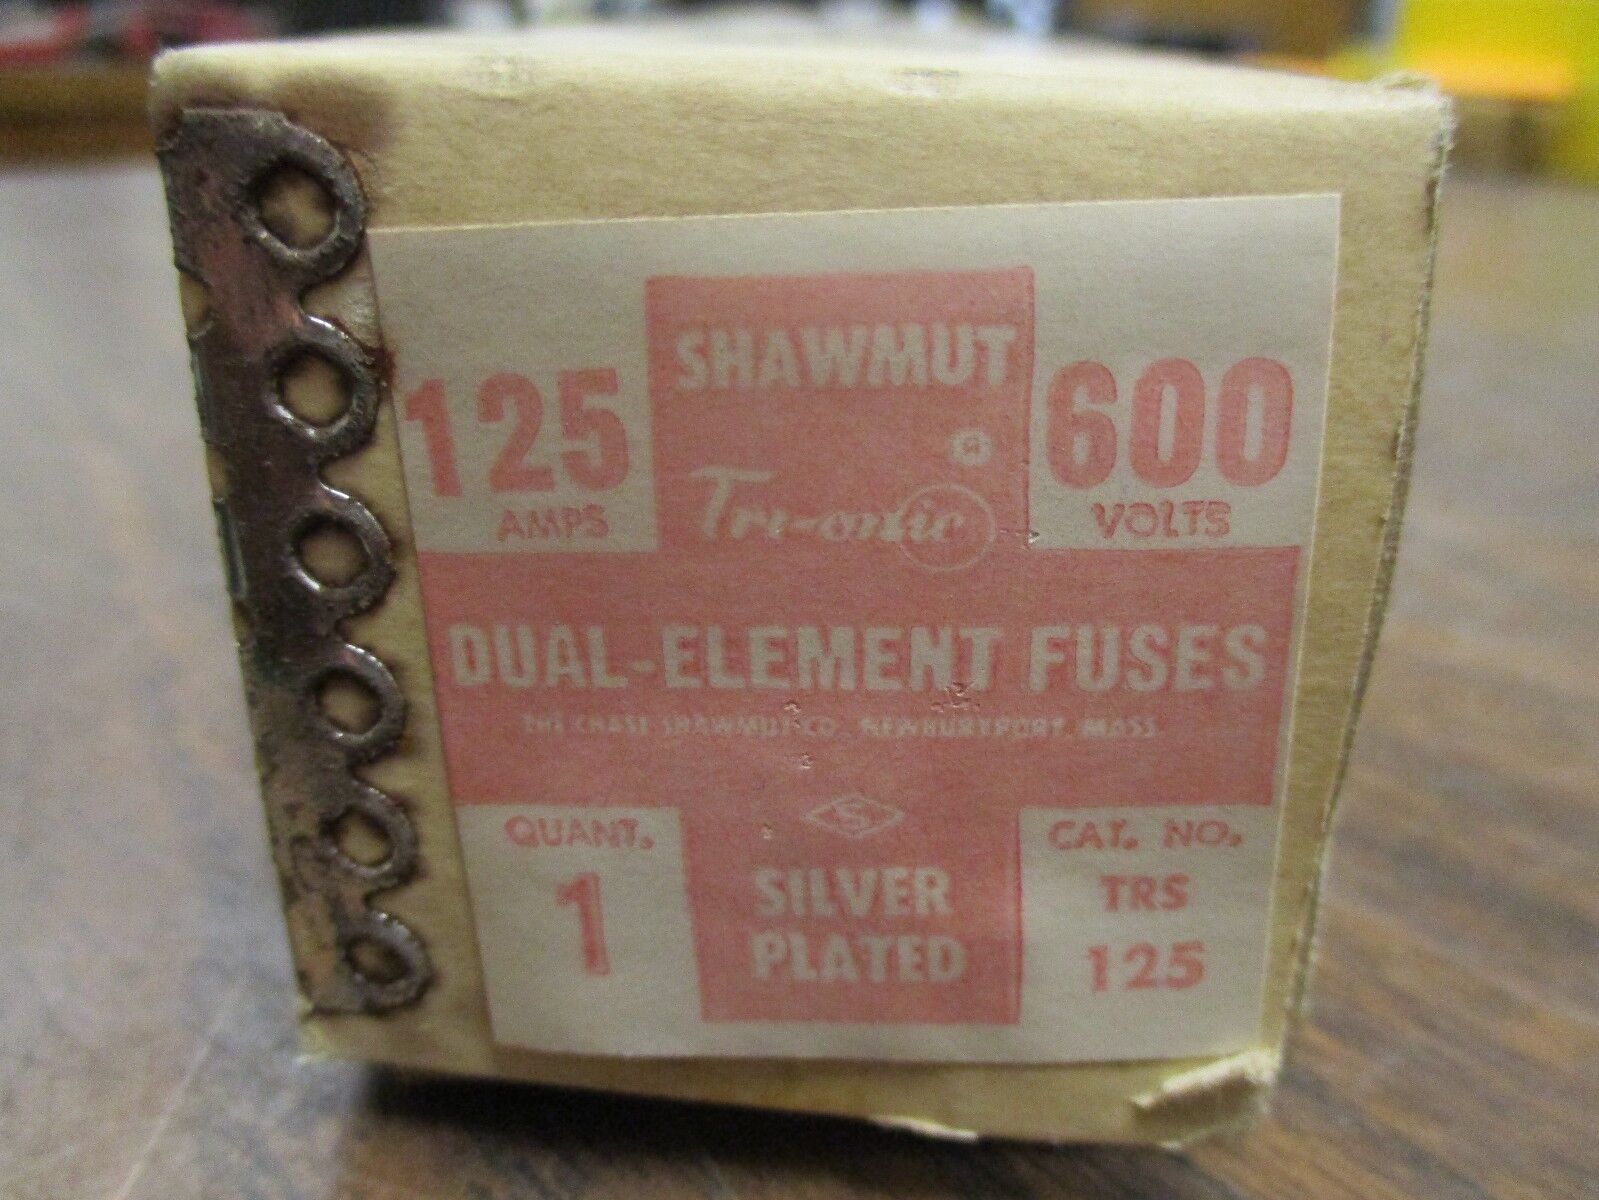 SHAWMUT
125
600
AMPS
VOLTS
Tri-onic
®
DUAL-ELEMENT FUSES
THE CHASE SHAWMUT CO. NEWBURYPORT, MASS.
S
QUANT.
1
SILVER
PLATED
CAT. NO.
TRS
125